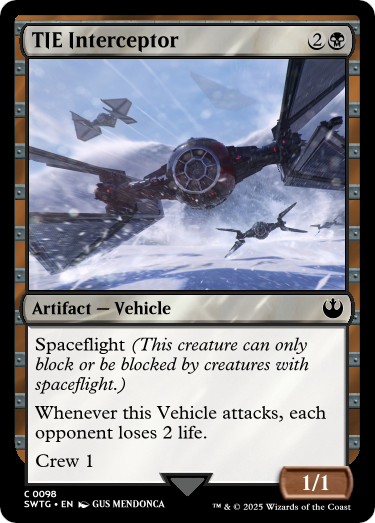 TIE Interceptor 2
Artifact — Vehicle
Spaceflight (This creature can only
block or be blocked by creatures with
spaceflight.)
Whenever this Vehicle attacks, each
opponent loses 2 life.
Crew 1
1/1
C 0098
SWTG • EN GUS MENDONCA
™ & © 2025 Wizards of the Coast